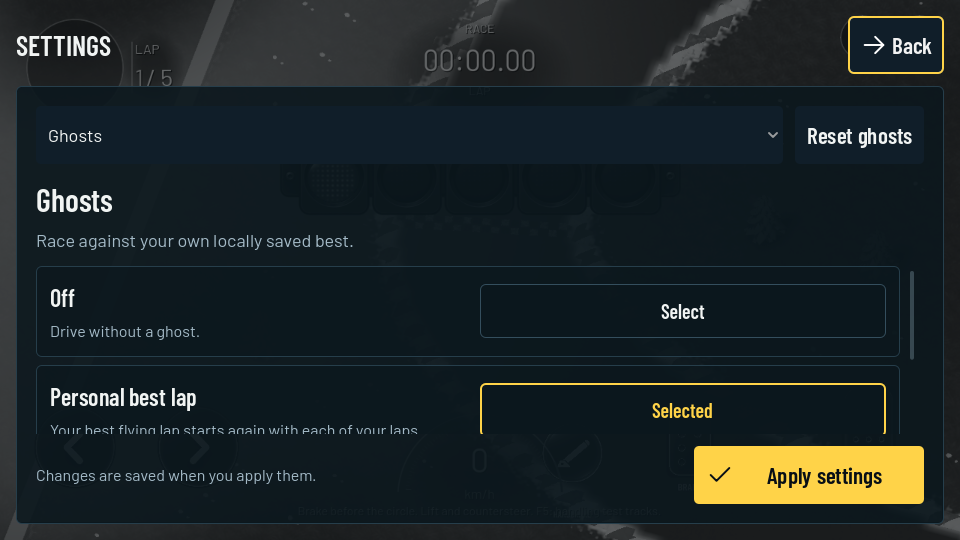 SETTINGS
LAP
1/ 5
RACE
00:00.00
Back
Ghosts
Reset ghosts
Ghosts
Race against your own locally saved best.
Off
Drive without a ghost.
Select
Personal best lap
Your best flying lap starts again with each of your laps.
Selected
0
Changes are saved when you apply them.
Apply settings